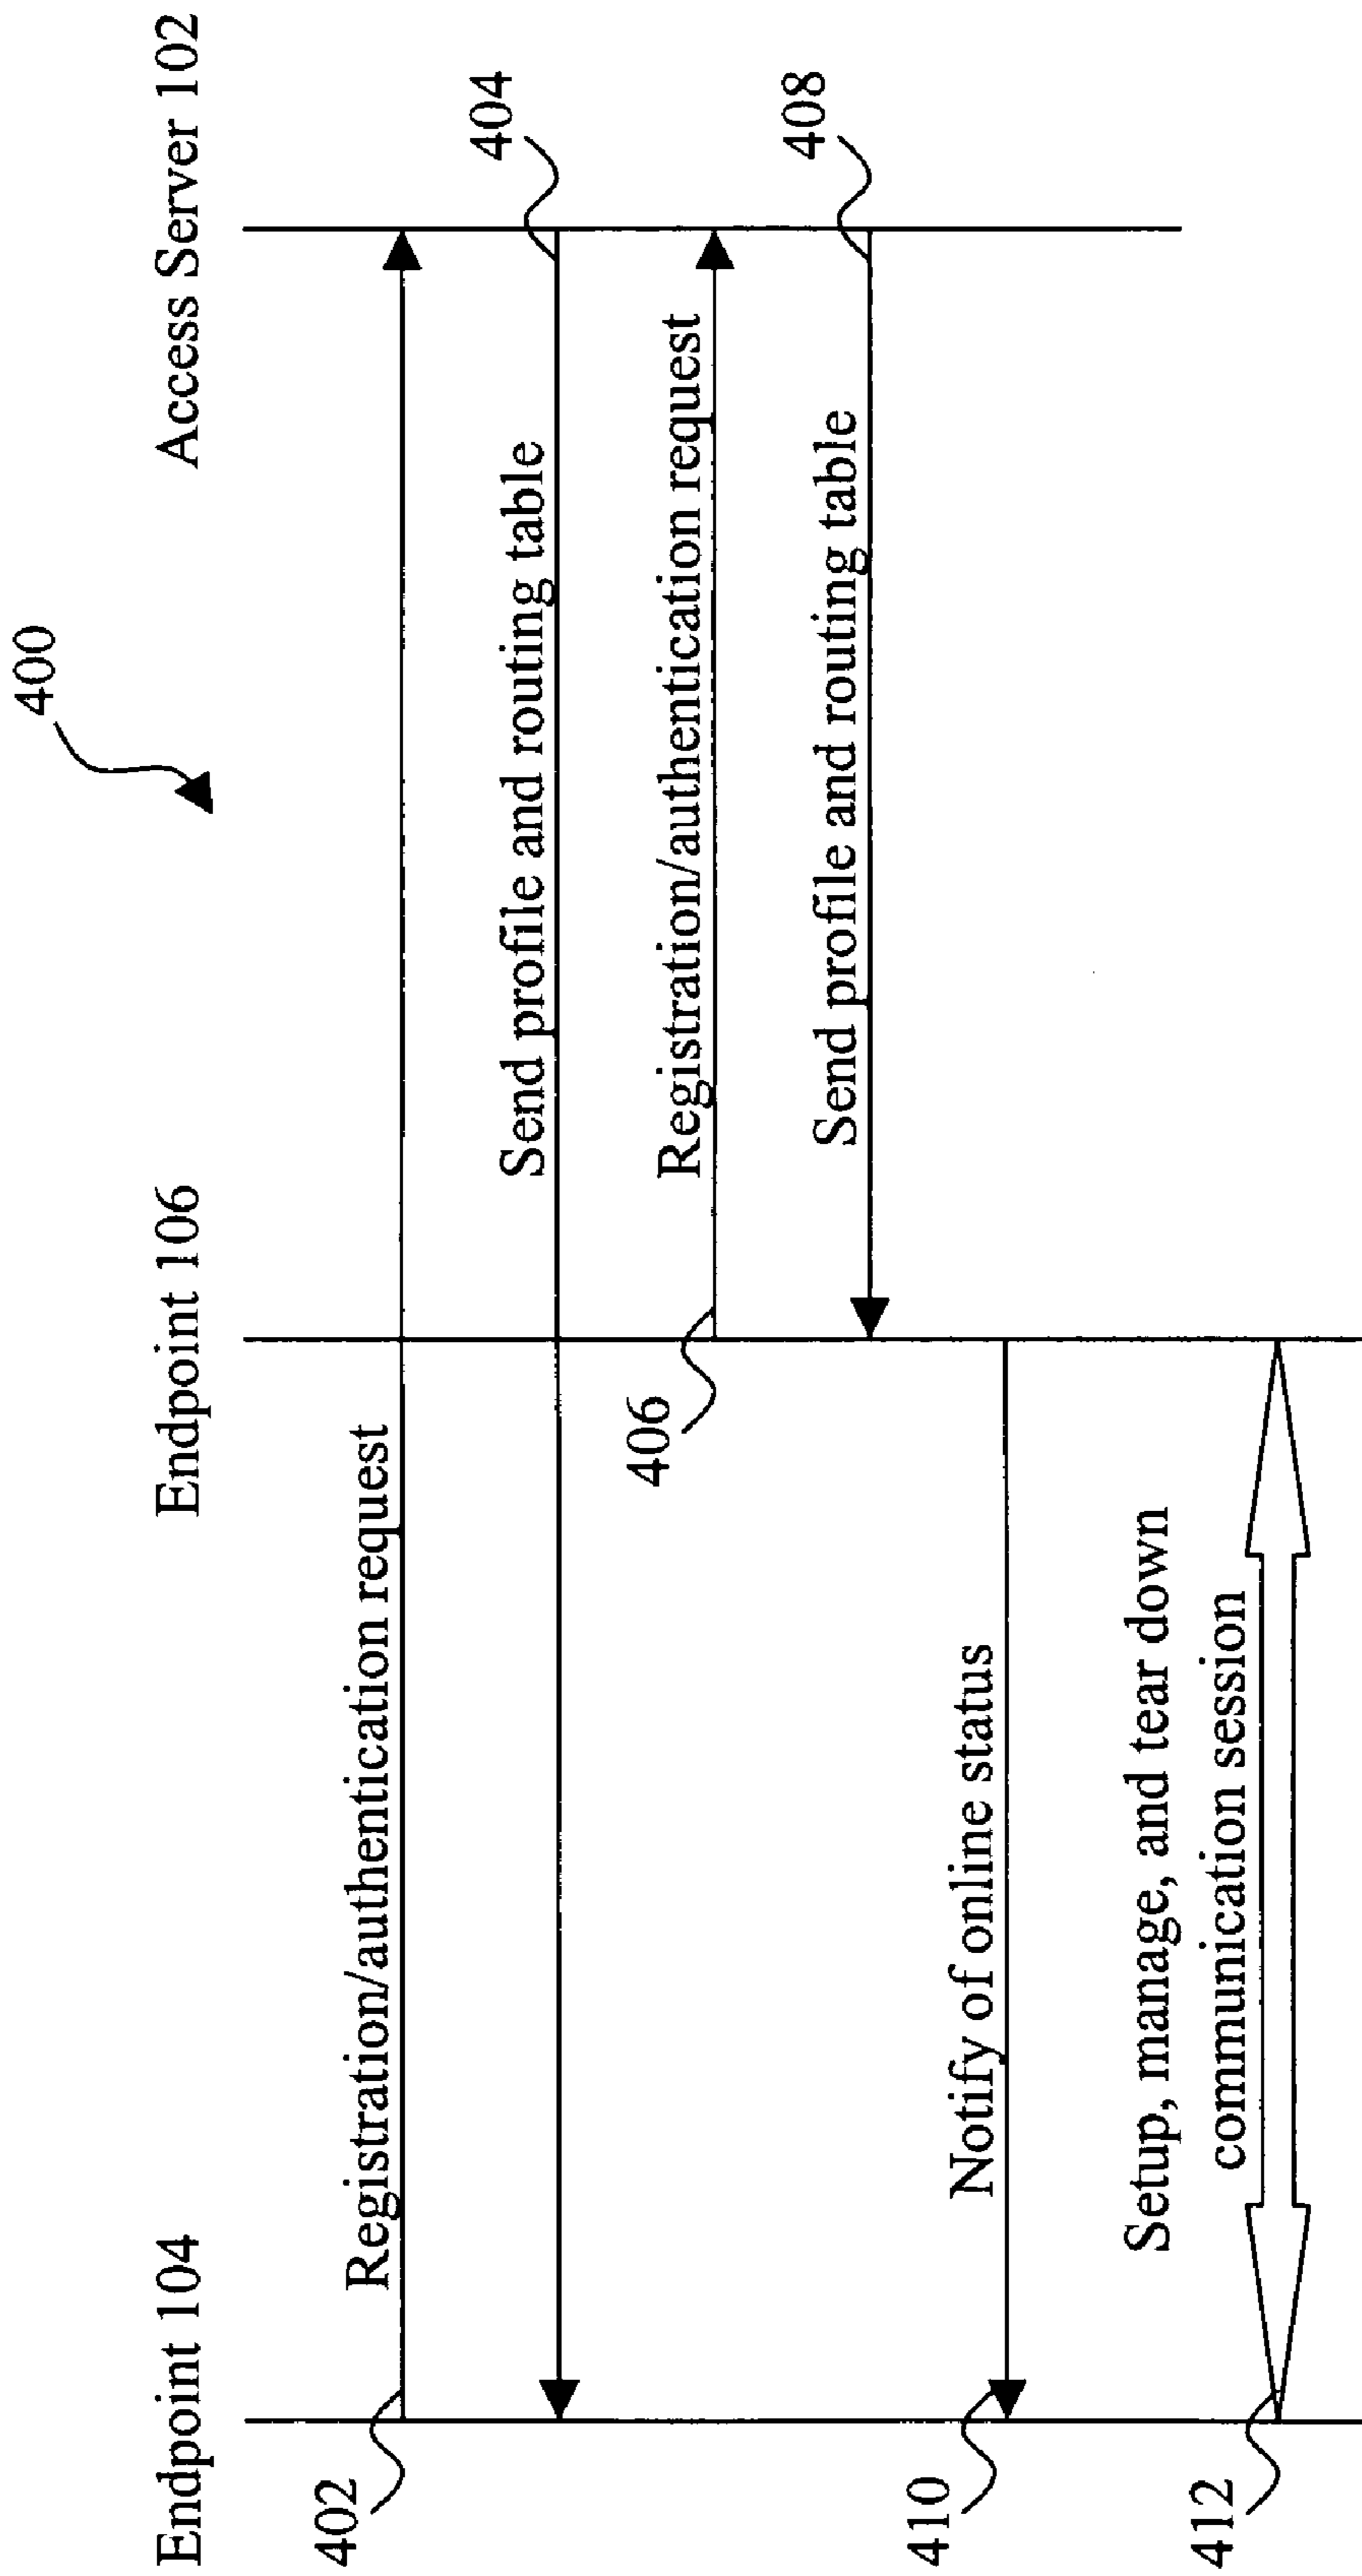 400
Endpoint 104
Endpoint 106
Access Server 102
402
Registration/authentication request
404
Send profile and routing table
406
Registration/authentication request
408
Send profile and routing table
410
Notify of online status
412
Setup, manage, and tear down
communication session